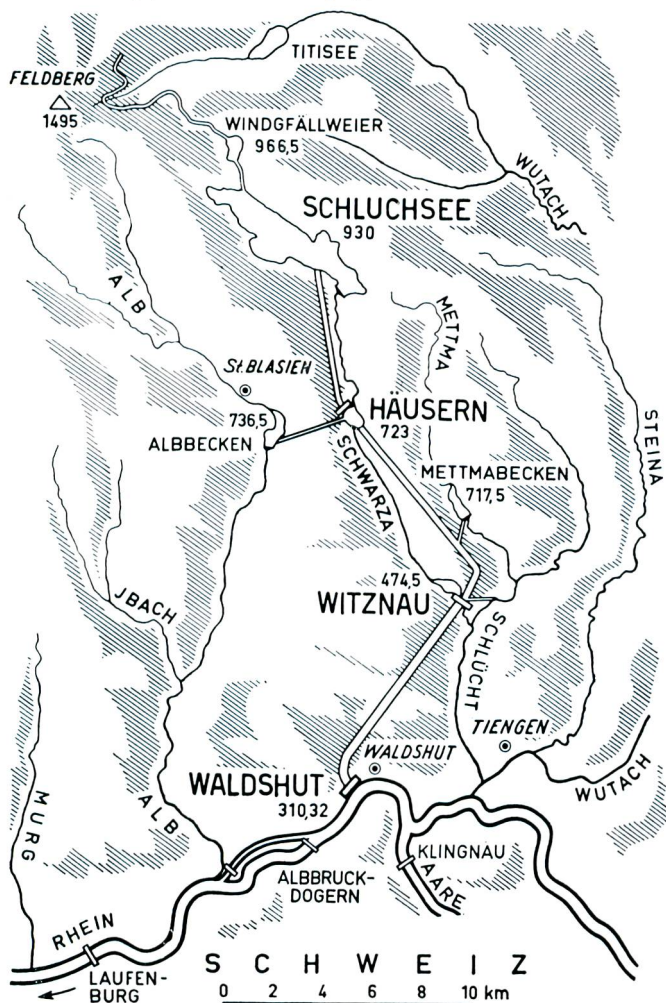 TITISEE
FELDBERG
1495
WINDGFÄLLWEIER
966,5
WUTACH
SCHLUCHSEE
930
ALB
METTMA
St.BLASIEN
STEINA
736,5
ALBBECKEN
HÄUSERN
723
SCHWARZA
METTMABECKEN
717,5
474,5
WITZNAU
JBACH
SCHLÜCHT
TIENGEN
WALDSHUT
WUTACH
WALDSHUT
310,32
MURG
ALB
KLINGNAU
AARE
ALBBRUCK-
DOGERN
RHEIN
LAUFEN-
BURG
SCHWEIZ
0 2 4 6 8 10 km